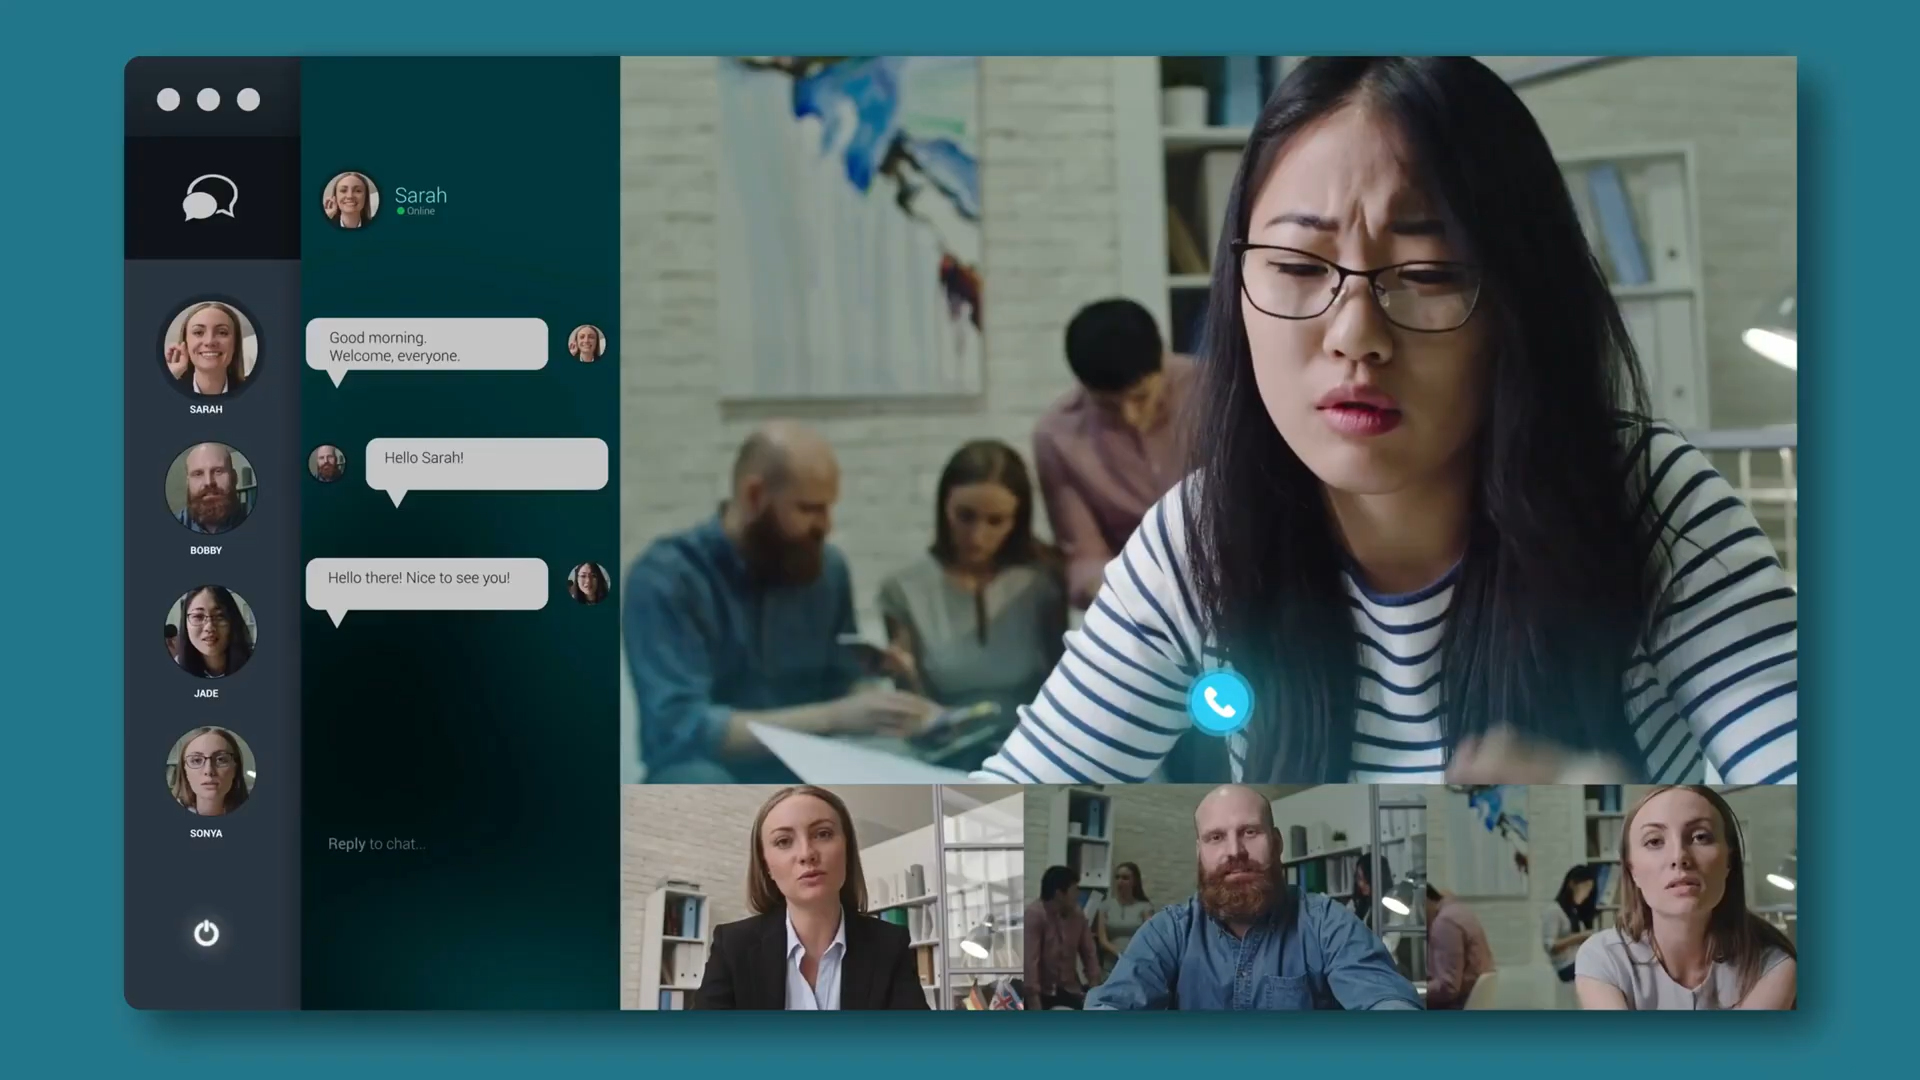 Sarah
Online
Good morning.
Welcome, everyone.
Hello Sarah!
Hello there! Nice to see you!
Reply to chat...
SARAH
BOBBY
JADE
SONYA